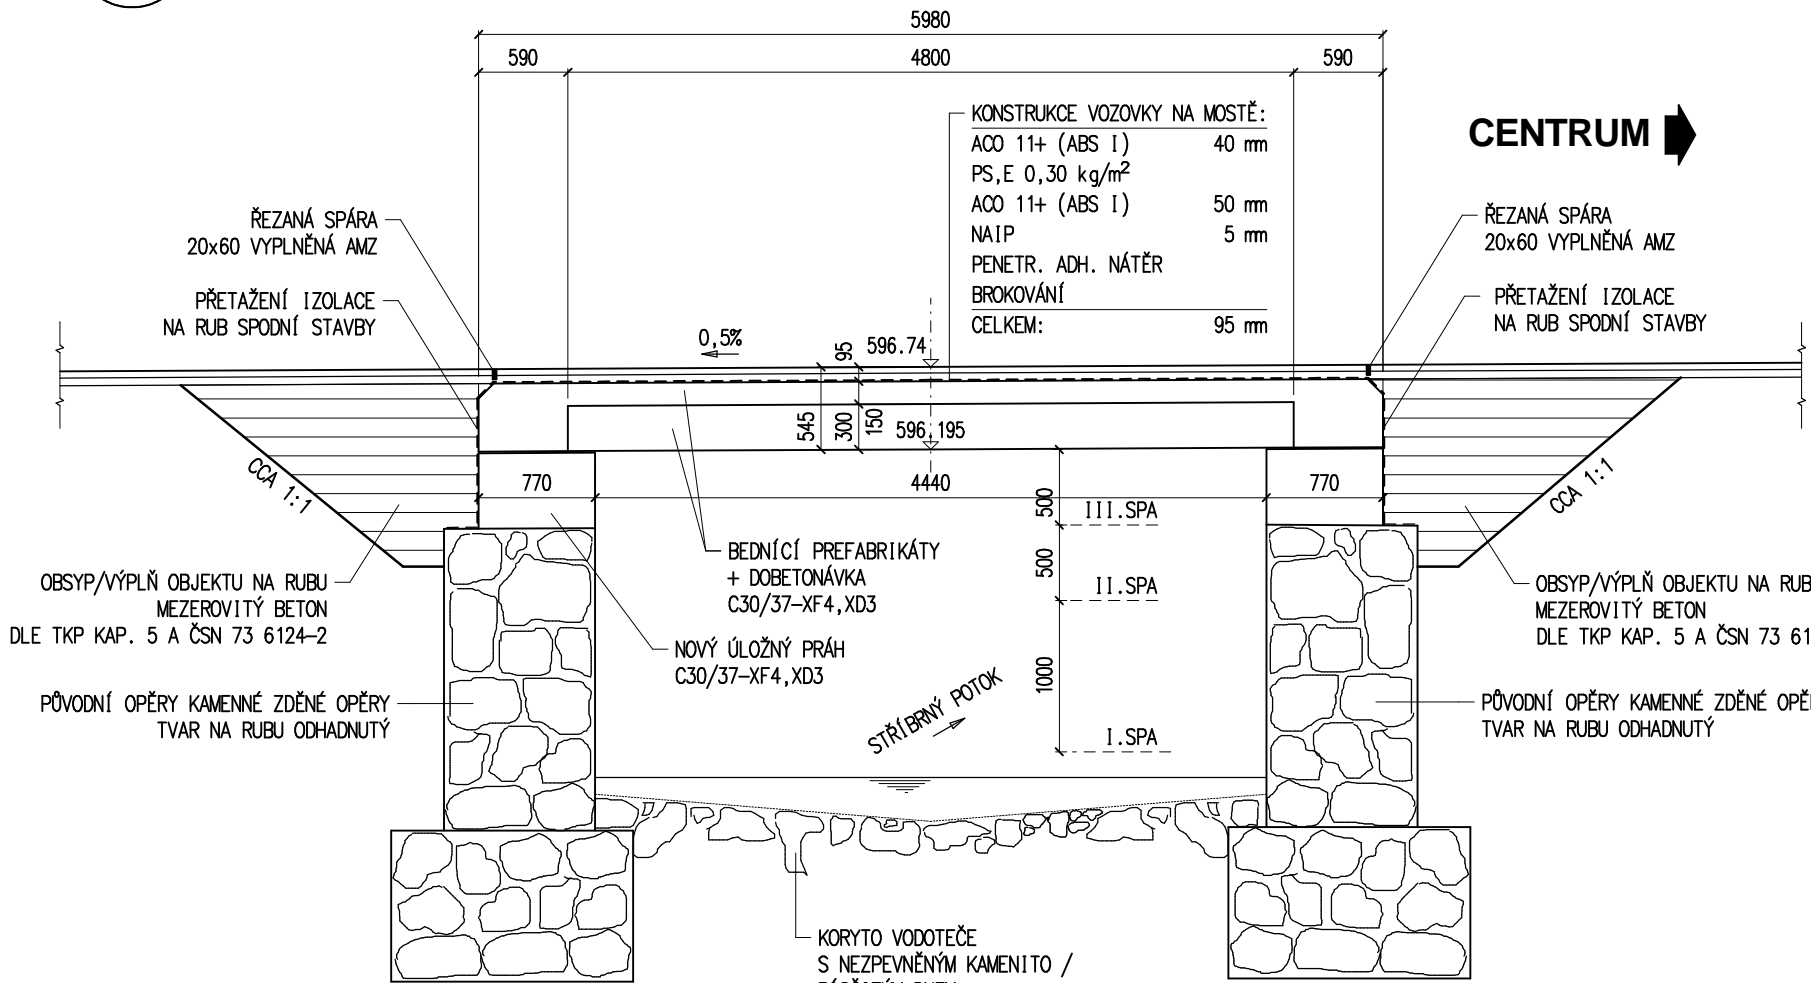 5980
590
4800
590
KONSTRUKCE VOZOVKY NA MOSTĚ:
ACO 11+ (ABS I) 40 mm
PS,E 0,30 kg/m²
ACO 11+ (ABS I) 50 mm
NAIP 5 mm
PENETR. ADH. NÁTĚR
BROKOVÁNÍ
CELKEM: 95 mm
CENTRUM
ŘEZANÁ SPÁRA
20x60 VYPLNĚNÁ AMZ
PŘETAŽENÍ IZOLACE
NA RUB SPODNÍ STAVBY
ŘEZANÁ SPÁRA
20x60 VYPLNĚNÁ AMZ
PŘETAŽENÍ IZOLACE
NA RUB SPODNÍ STAVBY
0,5%
95
596.74
545
300
150
596.195
CCA 1:1
CCA 1:1
770
4440
770
500
III.SPA
500
II.SPA
1000
I.SPA
BEDNÍCÍ PREFABRIKÁTY
+ DOBETONÁVKA
C30/37-XF4,XD3
NOVÝ ÚLOŽNÝ PRÁH
C30/37-XF4,XD3
OBSYP/VÝPLŇ OBJEKTU NA RUBU
MEZEROVITÝ BETON
DLE TKP KAP. 5 A ČSN 73 6124-2
PŮVODNÍ OPĚRY KAMENNÉ ZDĚNÉ OPĚRY
TVAR NA RUBU ODHADNUTÝ
OBSYP/VÝPLŇ OBJEKTU NA RUB
MEZEROVITÝ BETON
DLE TKP KAP. 5 A ČSN 73 61
PŮVODNÍ OPĚRY KAMENNÉ ZDĚNÉ OPĚ
TVAR NA RUBU ODHADNUTÝ
STŘÍBRNÝ POTOK
KORYTO VODOTEČE
S NEZPEVNĚNÝM KAMENITO /